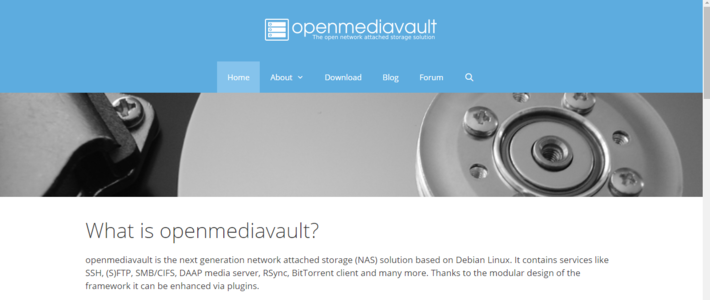 openmediavault
The open network attached storage solution
Home About Download Blog Forum
What is openmediavault?
openmediavault is the next generation network attached storage (NAS) solution based on Debian Linux. It contains services like
SSH, (S)FTP, SMB/CIFS, DAAP media server, RSync, BitTorrent client and many more. Thanks to the modular design of the
framework it can be enhanced via plugins.